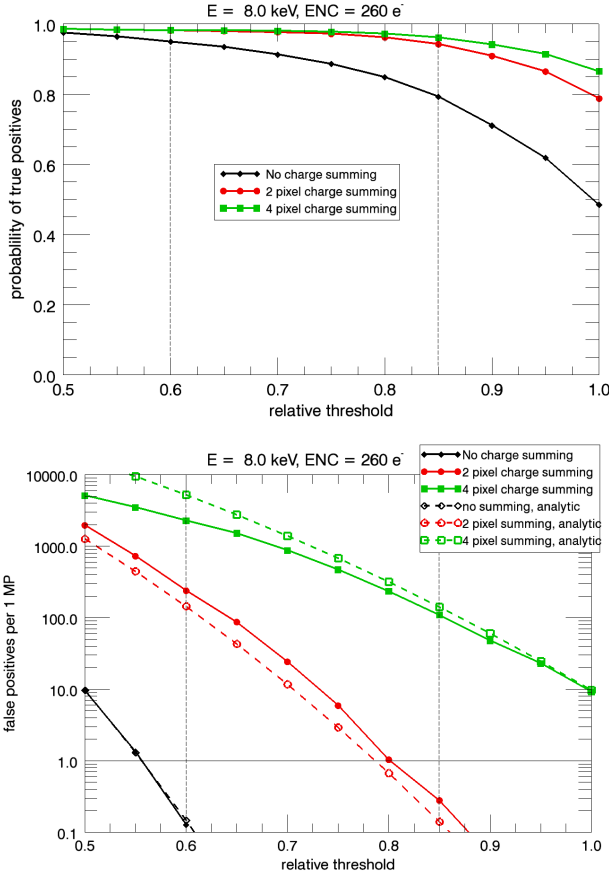 E =  8.0 keV, ENC = 260 e-
1.0
0.8
0.6
0.4
0.2
0.0
probablility of true positives
No charge summing
2 pixel charge summing
4 pixel charge summing
0.5 0.6 0.7 0.8 0.9 1.0
relative threshold
E =  8.0 keV, ENC = 260 e-
No charge summing
2 pixel charge summing
4 pixel charge summing
no summing, analytic
2 pixel summing, analytic
4 pixel summing, analytic
10000.0
1000.0
100.0
10.0
1.0
0.1
false positives per 1 MP
0.5 0.6 0.7 0.8 0.9 1.0
relative threshold